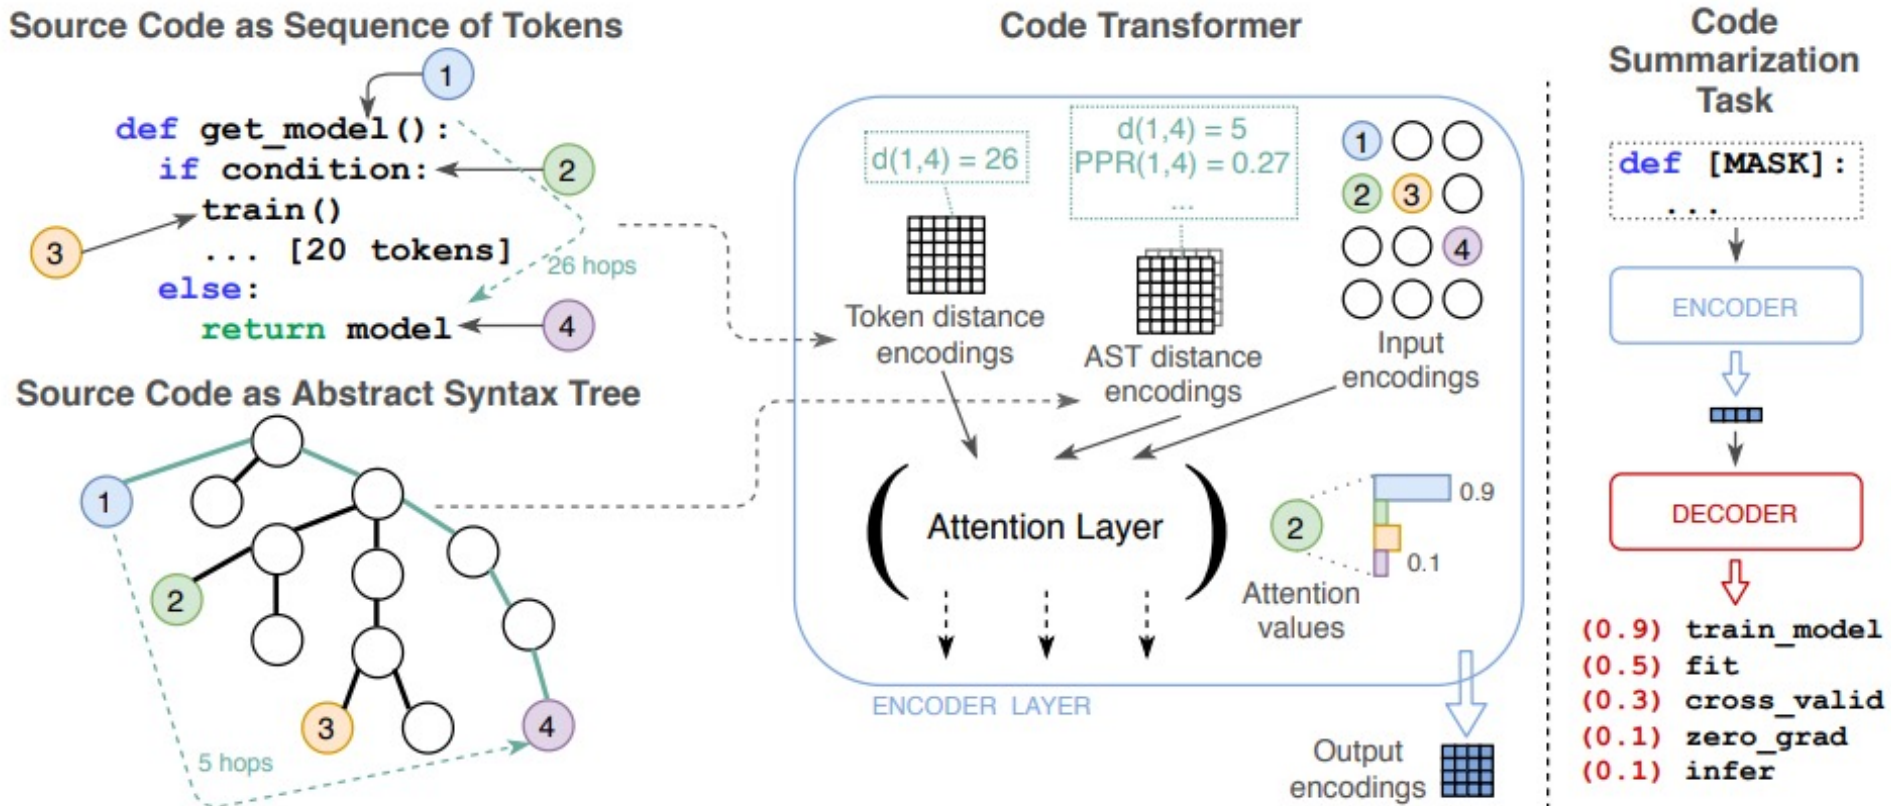 Source Code as Sequence of Tokens
1
def get_model():
if condition:
2
train()
3
... [20 tokens]
26 hops
else:
return model
4
Source Code as Abstract Syntax Tree
1
2
3
4
5 hops
Code Transformer
d(1,4) = 26
d(1,4) = 5
PPR(1,4) = 0.27
...
1
2 3
4
Token distance
encodings
AST distance
encodings
Input
encodings
( Attention Layer )
2
0.9
0.1
Attention
values
ENCODER LAYER
Output
encodings
Code
Summarization
Task
def [MASK]:
...
ENCODER
DECODER
(0.9) train_model
(0.5) fit
(0.3) cross_valid
(0.1) zero_grad
(0.1) infer